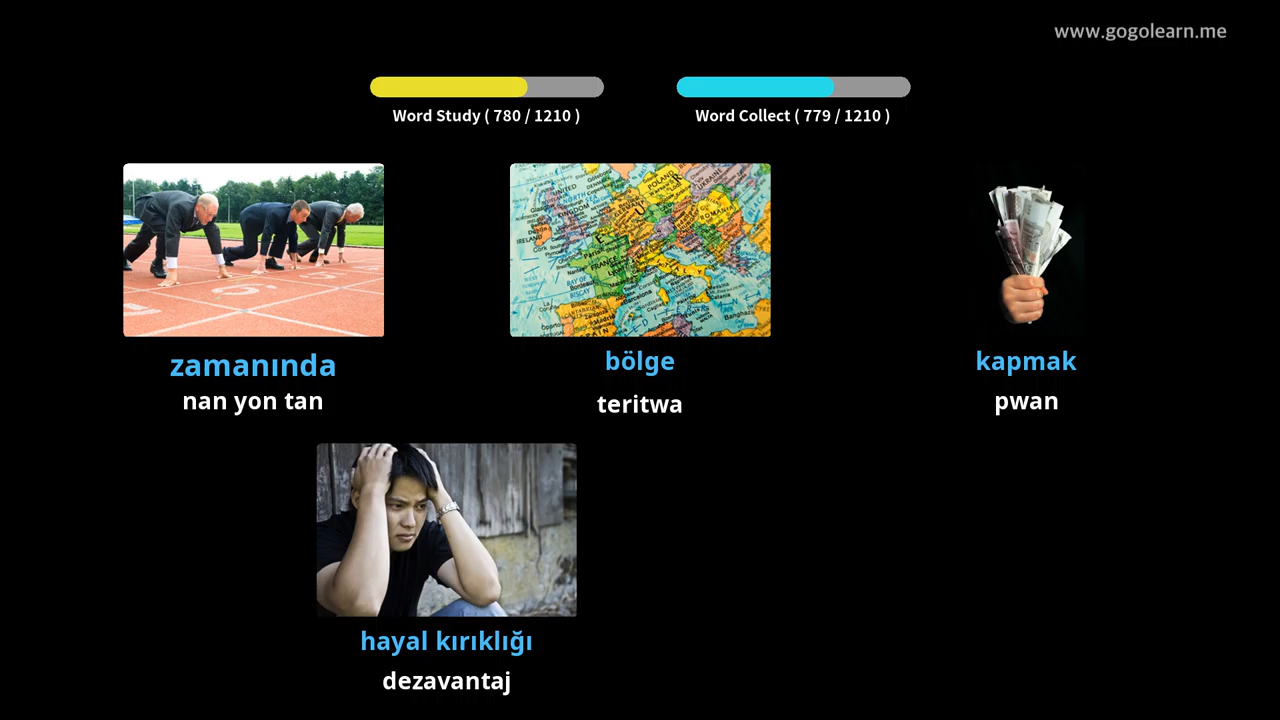 www.gogolearn.me
Word Study ( 780 / 1210 )
Word Collect ( 779 / 1210 )
zamanında
nan yon tan
bölge
teritwa
kapmak
pwan
hayal kırıklığı
dezavantaj